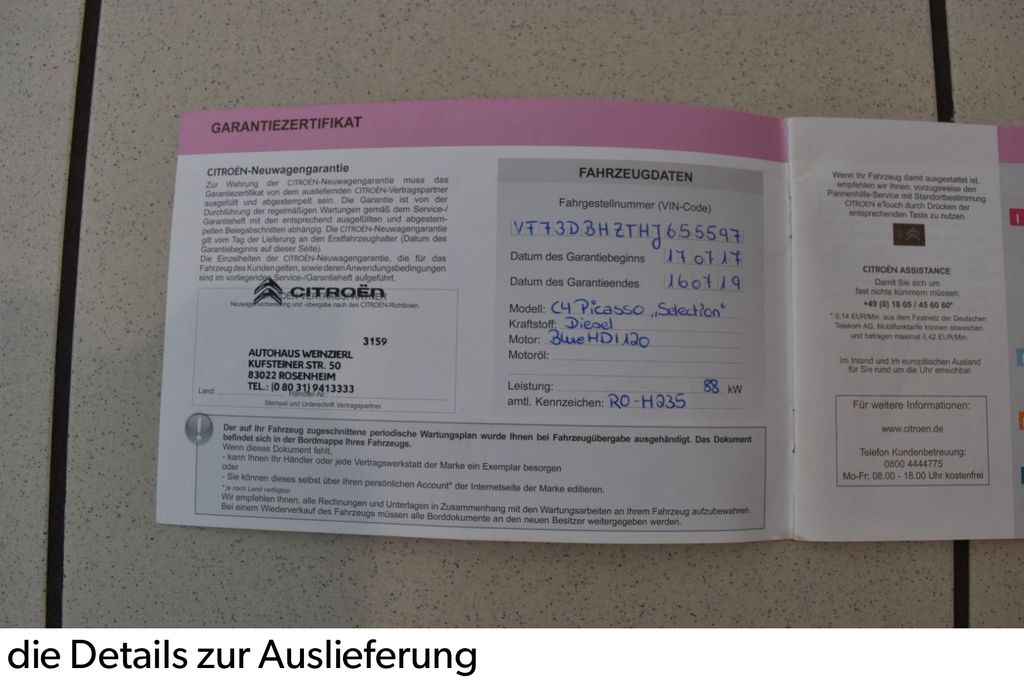 GARANTIEZERTIFIKAT
CITROËN-Neuwagengarantie
Zur Wahrung der CITROËN-Neuwagengarantie muss das
Garantiezertifikat von dem ausliefernden CITROËN-Vertragspartner
ausgefüllt und abgestempelt sein. Die Garantie ist von der
Durchführung der regelmäßigen Wartungen gemäß dem Service-/
Garantieheft mit den entsprechend ausgefüllten und abgestem-
pelten Belegabschnitten abhängig. Die CITROËN-Neuwagengarantie
gilt vom Tag der Lieferung an den Erstfahrzeughalter (Datum des
Garantiebeginns auf dieser Seite).
Die Einzelheiten der CITROËN-Neuwagengarantie, die für das
Fahrzeug des Kunden gelten, sowie deren Anwendungsbedingungen
sind im vorliegenden Service-/Garantieheft aufgeführt.
CITROËN
Neuwagenvorbereitung und -übergabe nach den CITROËN-Richtlinien.
3159
AUTOHAUS WEINZIERL
KUFSTEINER STR. 50
83022 ROSENHEIM
TEL.: (0 80 31) 9413333
Land: Händler-Nr.
Stempel und Unterschrift Vertragspartner
FAHRZEUGDATEN
Fahrgestellnummer (VIN-Code)
VF73DBHZTHJ655597
Datum des Garantiebeginns 170717
Datum des Garantieendes 160719
Modell: C4 Picasso „Selection"
Kraftstoff: Diesel
Motor: BlueHDI 120
Motoröl:
Leistung: 88 kW
amtl. Kennzeichen: RO-H235
Der auf Ihr Fahrzeug zugeschnittene periodische Wartungsplan wurde Ihnen bei Fahrzeugübergabe ausgehändigt. Das Dokument
befindet sich in der Bordmappe Ihres Fahrzeugs.
Wenn dieses Dokument fehlt,
- kann Ihnen Ihr Händler oder jede Vertragswerkstatt der Marke ein Exemplar besorgen
oder
- Sie können dieses selbst über Ihren persönlichen Account* der Internetseite der Marke editieren.
* je nach Land verfügbar
Wir empfehlen Ihnen, alle Rechnungen und Unterlagen in Zusammenhang mit den Wartungsarbeiten an Ihrem Fahrzeug aufzubewahren.
Bei einem Wiederverkauf des Fahrzeugs müssen alle Borddokumente an den neuen Besitzer weitergegeben werden.
Wenn Ihr Fahrzeug damit ausgestattet ist,
empfehlen wir Ihnen, vorzugsweise den
Pannenhilfe-Service mit Standortbestimmung
CITROËN eTouch durch Drücken der
entsprechenden Taste zu nutzen.
CITROËN ASSISTANCE
Damit Sie sich um
fast nichts kümmern müssen:
+49 (0) 18 05 / 45 60 60*
* 0,14 EUR/Min. aus dem Festnetz der Deutschen
Telekom AG. Mobilfunktarife können abweichen
und betragen maximal 0,42 EUR/Min.
Im Inland und im europäischen Ausland
für Sie rund um die Uhr erreichbar.
Für weitere Informationen:
www.citroen.de
Telefon Kundenbetreuung:
0800 4444775
Mo-Fr: 08.00 - 18.00 Uhr kostenfrei
die Details zur Auslieferung